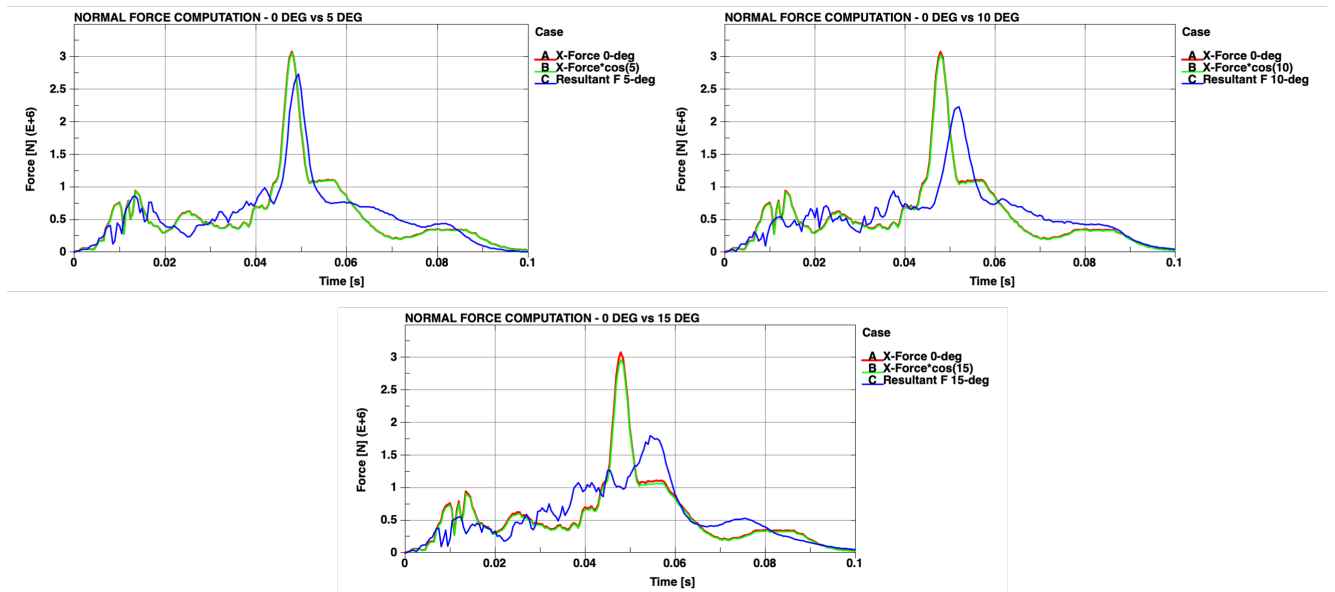 NORMAL FORCE COMPUTATION - 0 DEG vs 5 DEG
Case
A X-Force 0-deg
B X-Force*cos(5)
C Resultant F 5-deg
Force [N] (E+6)
3
2.5
2
1.5
1
0.5
0
0 0.02 0.04 0.06 0.08 0.1
Time [s]
NORMAL FORCE COMPUTATION - 0 DEG vs 10 DEG
Case
A X-Force 0-deg
B X-Force*cos(10)
C Resultant F 10-deg
Force [N] (E+6)
3
2.5
2
1.5
1
0.5
0
0 0.02 0.04 0.06 0.08 0.1
Time [s]
NORMAL FORCE COMPUTATION - 0 DEG vs 15 DEG
Case
A X-Force 0-deg
B X-Force*cos(15)
C Resultant F 15-deg
Force [N] (E+6)
3
2.5
2
1.5
1
0.5
0
0 0.02 0.04 0.06 0.08 0.1
Time [s]